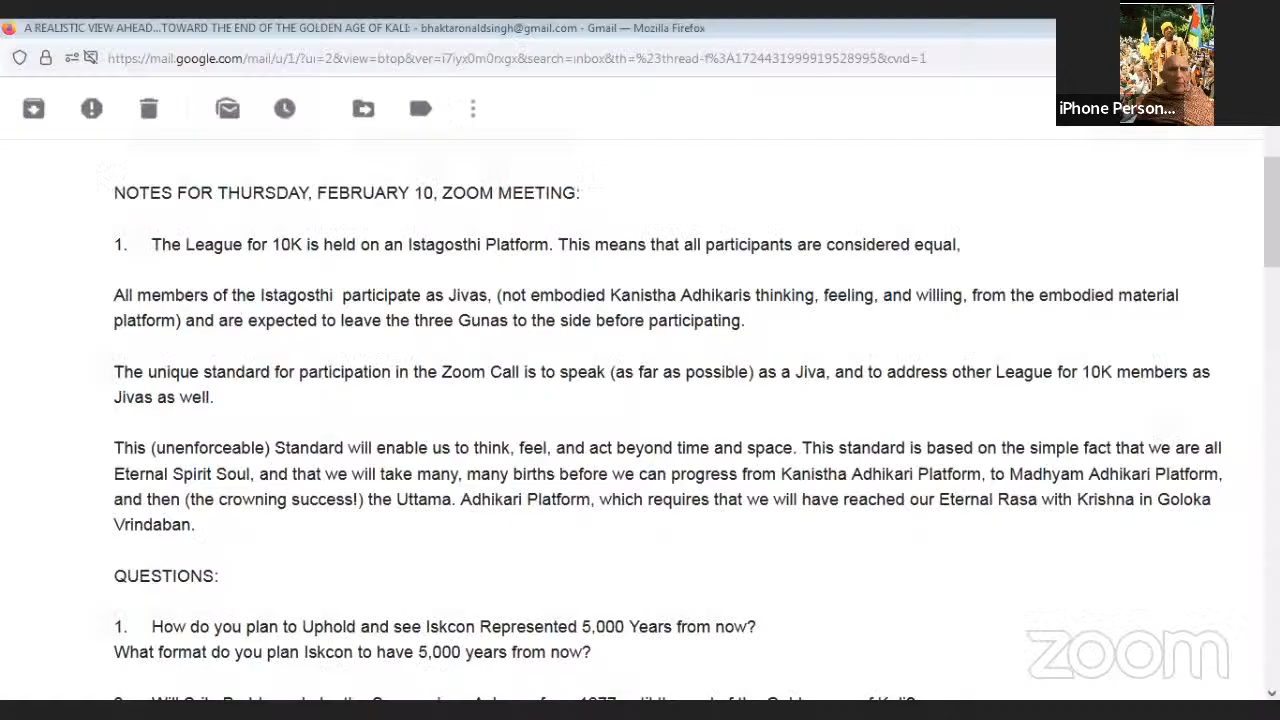 A REALISTIC VIEW AHEAD...TOWARD THE END OF THE GOLDEN AGE OF KALI: - bhaktaronaldsingh@gmail.com - Gmail — Mozilla Firefox
iPhone Person...
NOTES FOR THURSDAY, FEBRUARY 10, ZOOM MEETING:
1. The League for 10K is held on an Istagosthi Platform. This means that all participants are considered equal,
All members of the Istagosthi participate as Jivas, (not embodied Kanistha Adhikaris thinking, feeling, and willing, from the embodied material
platform) and are expected to leave the three Gunas to the side before participating.
The unique standard for participation in the Zoom Call is to speak (as far as possible) as a Jiva, and to address other League for 10K members as
Jivas as well.
This (unenforceable) Standard will enable us to think, feel, and act beyond time and space. This standard is based on the simple fact that we are all
Eternal Spirit Soul, and that we will take many, many births before we can progress from Kanistha Adhikari Platform, to Madhyam Adhikari Platform,
and then (the crowning success!) the Uttama. Adhikari Platform, which requires that we will have reached our Eternal Rasa with Krishna in Goloka
Vrindaban.
QUESTIONS:
1. How do you plan to Uphold and see Iskcon Represented 5,000 Years from now?
What format do you plan Iskcon to have 5,000 years from now?
zoom